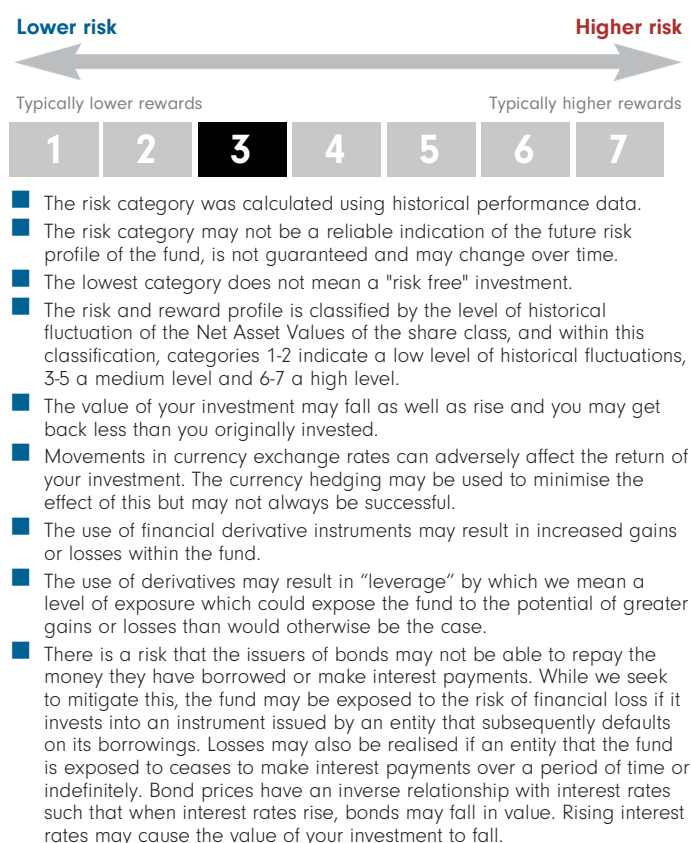 Lower risk Higher risk
Typically lower rewards Typically higher rewards
1 2 3 4 5 6 7
The risk category was calculated using historical performance data.
The risk category may not be a reliable indication of the future risk
profile of the fund, is not guaranteed and may change over time.
The lowest category does not mean a "risk free" investment.
The risk and reward profile is classified by the level of historical
fluctuation of the Net Asset Values of the share class, and within this
classification, categories 1-2 indicate a low level of historical fluctuations,
3-5 a medium level and 6-7 a high level.
The value of your investment may fall as well as rise and you may get
back less than you originally invested.
Movements in currency exchange rates can adversely affect the return of
your investment. The currency hedging may be used to minimise the
effect of this but may not always be successful.
The use of financial derivative instruments may result in increased gains
or losses within the fund.
The use of derivatives may result in “leverage” by which we mean a
level of exposure which could expose the fund to the potential of greater
gains or losses than would otherwise be the case.
There is a risk that the issuers of bonds may not be able to repay the
money they have borrowed or make interest payments. While we seek
to mitigate this, the fund may be exposed to the risk of financial loss if it
invests into an instrument issued by an entity that subsequently defaults
on its borrowings. Losses may also be realised if an entity that the fund
is exposed to ceases to make interest payments over a period of time or
indefinitely. Bond prices have an inverse relationship with interest rates
such that when interest rates rise, bonds may fall in value. Rising interest
rates may cause the value of your investment to fall.